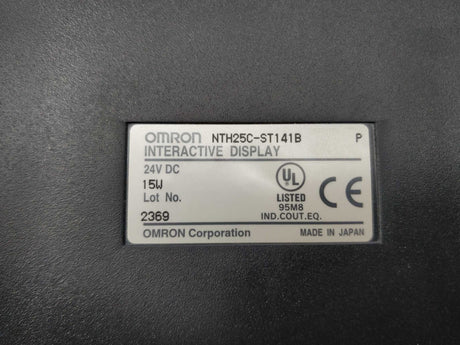 OMRON NTH25C-ST141B P
INTERACTIVE DISPLAY
24V DC
15W
Lot No.
2369
UL
LISTED
95M8
IND.COUT.EQ.
CE
OMRON Corporation MADE IN JAPAN